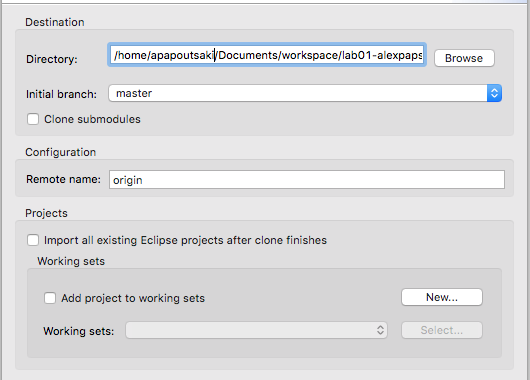 Destination
Directory: /home/apapoutsaki/Documents/workspace/lab01-alexpaps
Browse
Initial branch: master
Clone submodules
Configuration
Remote name: origin
Projects
Import all existing Eclipse projects after clone finishes
Working sets
Add project to working sets
New...
Working sets:
Select...